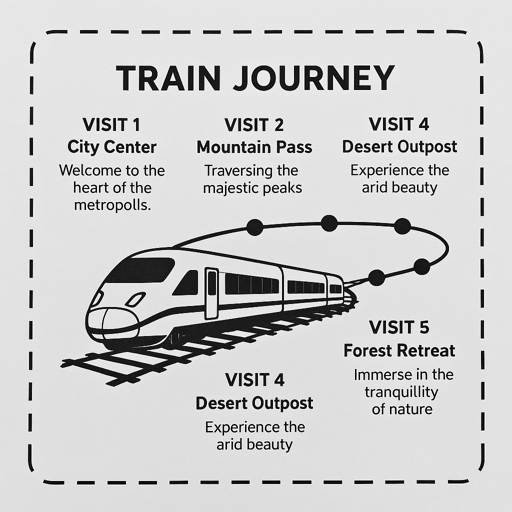 TRAIN JOURNEY
VISIT 1
City Center
Welcome to the
heart of the
metropolls.
VISIT 2
Mountain Pass
Traversing the
majestic peaks
VISIT 4
Desert Outpost
Experience the
arid beauty
VISIT 4
Desert Outpost
Experience the
arid beauty
VISIT 5
Forest Retreat
Immerse in the
tranquility
of nature